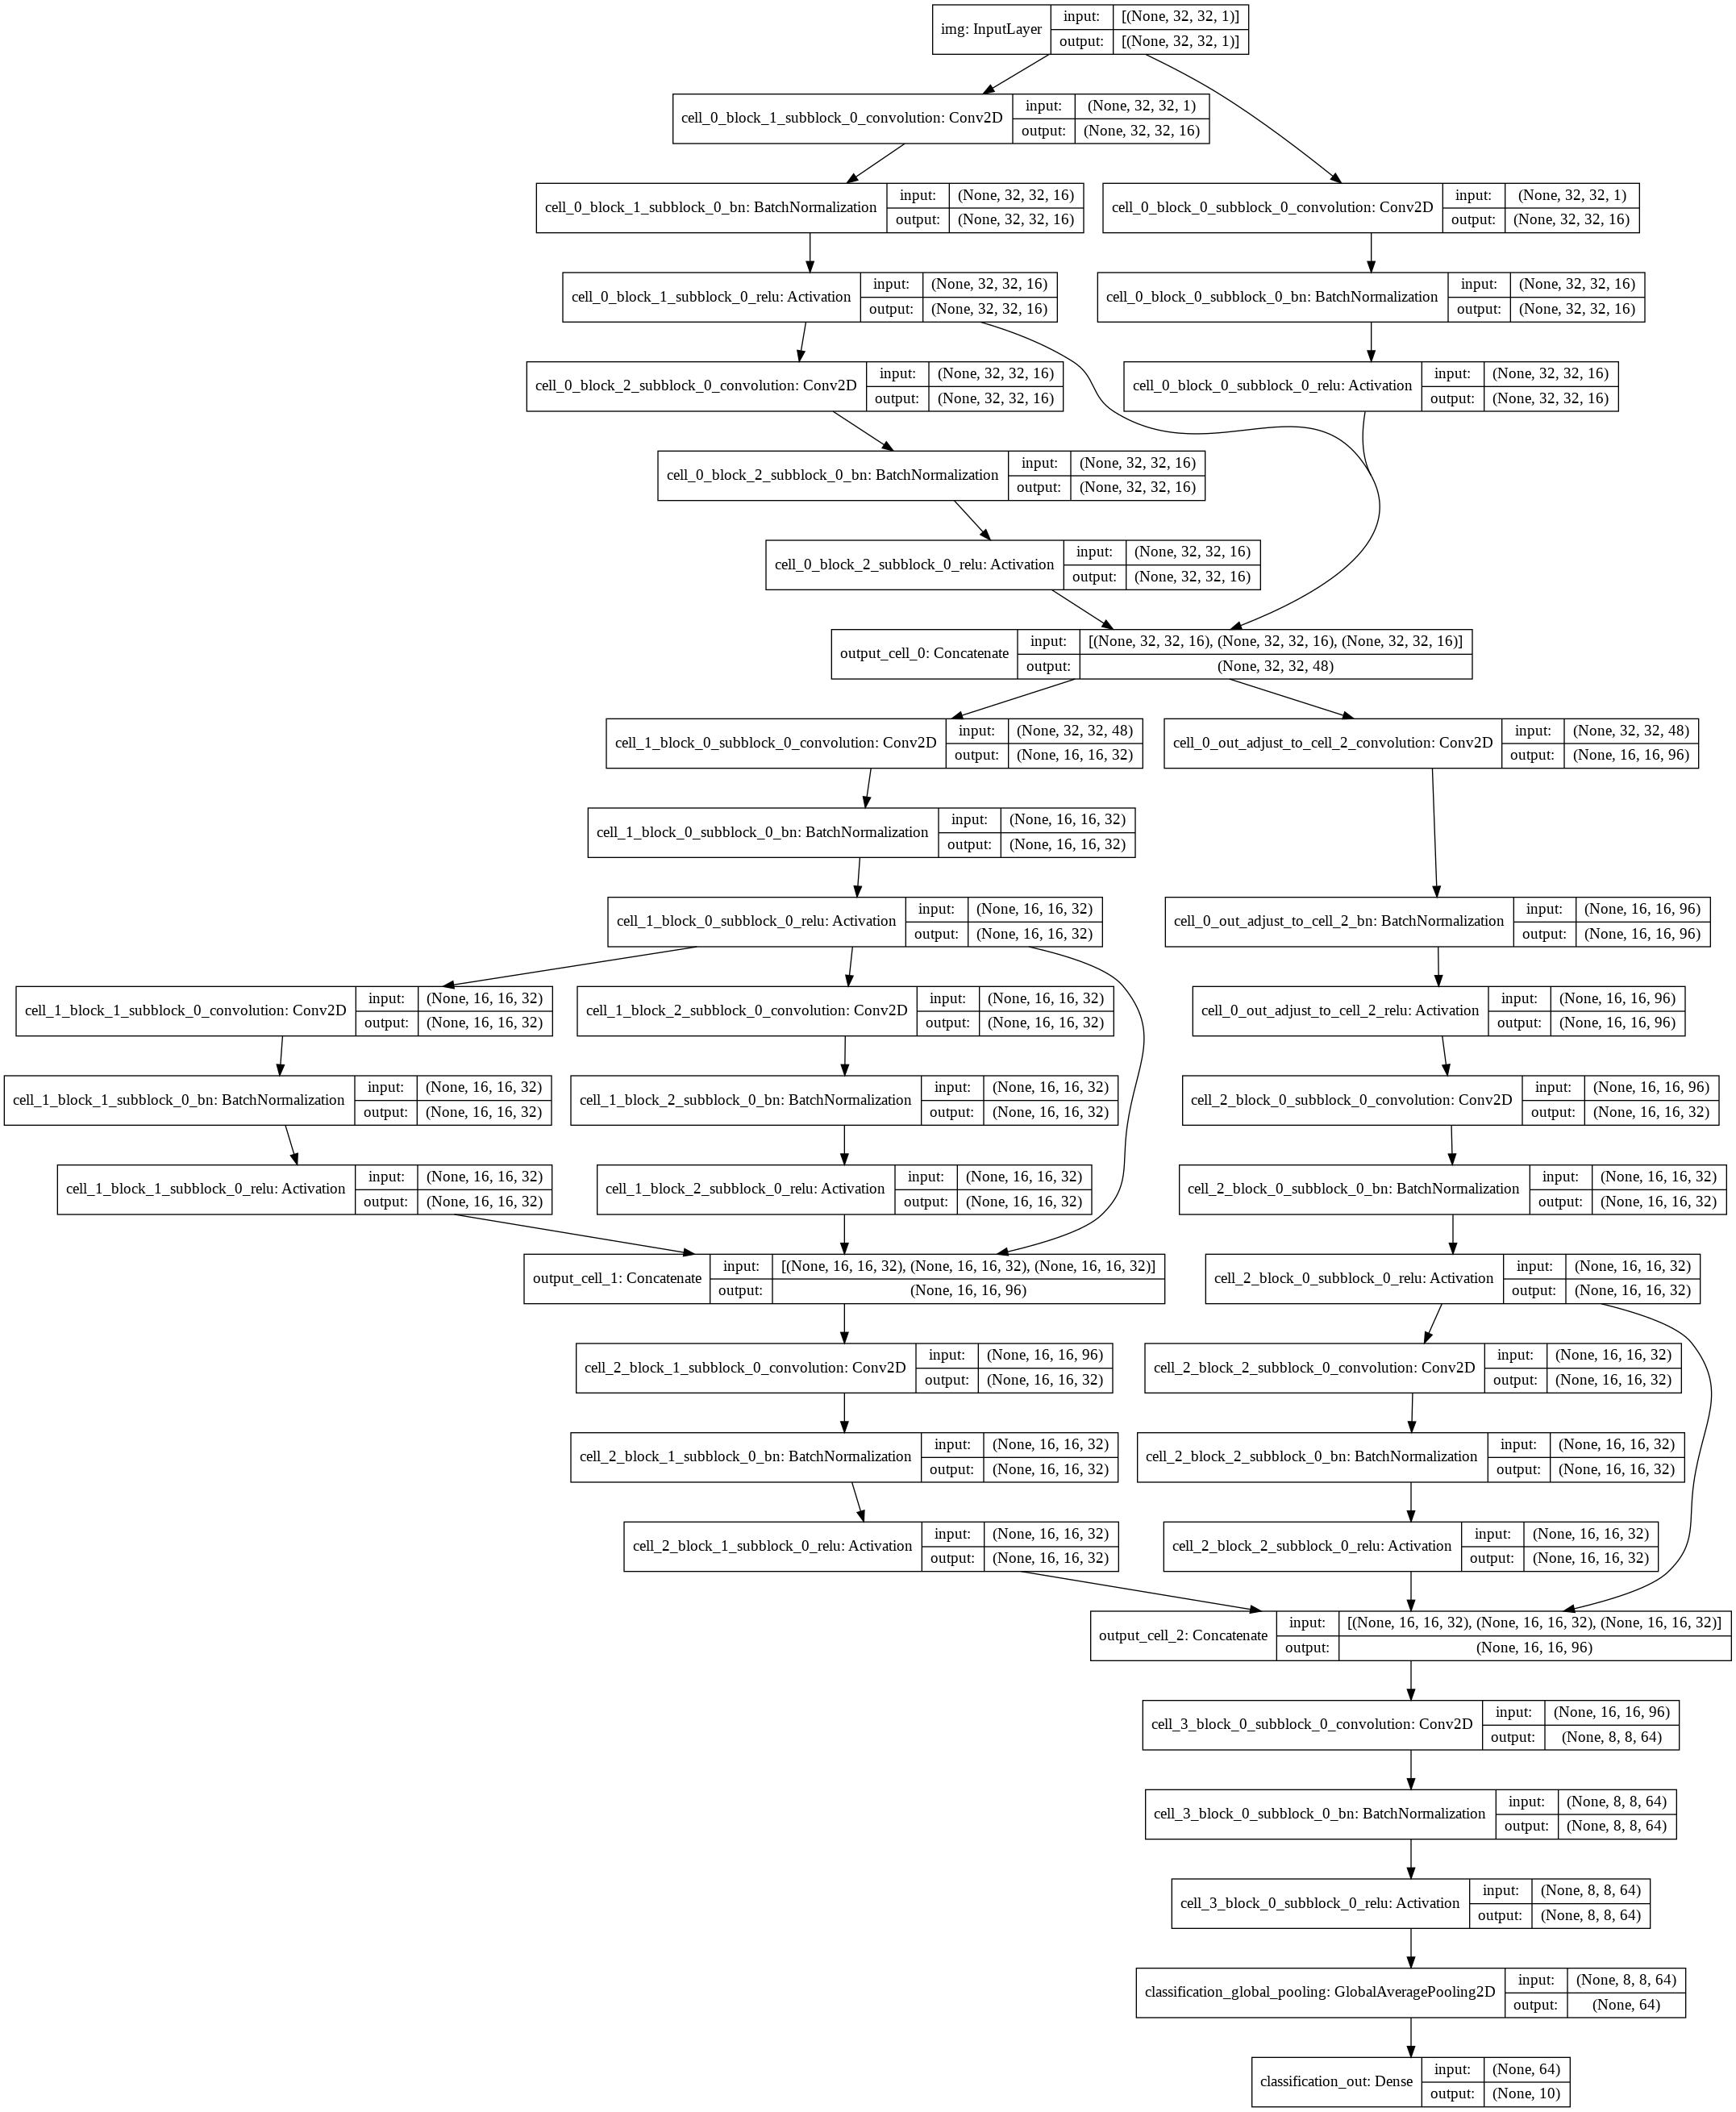 img: InputLayer
input:
[(None, 32, 32, 1)]
output:
[(None, 32, 32, 1)]
cell_0_block_1_subblock_0_convolution: Conv2D
input:
(None, 32, 32, 1)
output:
(None, 32, 32, 16)
cell_0_block_1_subblock_0_bn: BatchNormalization
input:
(None, 32, 32, 16)
output:
(None, 32, 32, 16)
cell_0_block_0_subblock_0_convolution: Conv2D
input:
(None, 32, 32, 1)
output:
(None, 32, 32, 16)
cell_0_block_1_subblock_0_relu: Activation
input:
(None, 32, 32, 16)
output:
(None, 32, 32, 16)
cell_0_block_0_subblock_0_bn: BatchNormalization
input:
(None, 32, 32, 16)
output:
(None, 32, 32, 16)
cell_0_block_2_subblock_0_convolution: Conv2D
input:
(None, 32, 32, 16)
output:
(None, 32, 32, 16)
cell_0_block_0_subblock_0_relu: Activation
input:
(None, 32, 32, 16)
output:
(None, 32, 32, 16)
cell_0_block_2_subblock_0_bn: BatchNormalization
input:
(None, 32, 32, 16)
output:
(None, 32, 32, 16)
cell_0_block_2_subblock_0_relu: Activation
input:
(None, 32, 32, 16)
output:
(None, 32, 32, 16)
output_cell_0: Concatenate
input:
[(None, 32, 32, 16), (None, 32, 32, 16), (None, 32, 32, 16)]
output:
(None, 32, 32, 48)
cell_1_block_0_subblock_0_convolution: Conv2D
input:
(None, 32, 32, 48)
output:
(None, 16, 16, 32)
cell_0_out_adjust_to_cell_2_convolution: Conv2D
input:
(None, 32, 32, 48)
output:
(None, 16, 16, 96)
cell_1_block_0_subblock_0_bn: BatchNormalization
input:
(None, 16, 16, 32)
output:
(None, 16, 16, 32)
cell_1_block_0_subblock_0_relu: Activation
input:
(None, 16, 16, 32)
output:
(None, 16, 16, 32)
cell_0_out_adjust_to_cell_2_bn: BatchNormalization
input:
(None, 16, 16, 96)
output:
(None, 16, 16, 96)
cell_1_block_1_subblock_0_convolution: Conv2D
input:
(None, 16, 16, 32)
output:
(None, 16, 16, 32)
cell_1_block_2_subblock_0_convolution: Conv2D
input:
(None, 16, 16, 32)
output:
(None, 16, 16, 32)
cell_0_out_adjust_to_cell_2_relu: Activation
input:
(None, 16, 16, 96)
output:
(None, 16, 16, 96)
cell_1_block_1_subblock_0_bn: BatchNormalization
input:
(None, 16, 16, 32)
output:
(None, 16, 16, 32)
cell_1_block_2_subblock_0_bn: BatchNormalization
input:
(None, 16, 16, 32)
output:
(None, 16, 16, 32)
cell_2_block_0_subblock_0_convolution: Conv2D
input:
(None, 16, 16, 96)
output:
(None, 16, 16, 32)
cell_1_block_1_subblock_0_relu: Activation
input:
(None, 16, 16, 32)
output:
(None, 16, 16, 32)
cell_1_block_2_subblock_0_relu: Activation
input:
(None, 16, 16, 32)
output:
(None, 16, 16, 32)
cell_2_block_0_subblock_0_bn: BatchNormalization
input:
(None, 16, 16, 32)
output:
(None, 16, 16, 32)
output_cell_1: Concatenate
input:
[(None, 16, 16, 32), (None, 16, 16, 32), (None, 16, 16, 32)]
output:
(None, 16, 16, 96)
cell_2_block_0_subblock_0_relu: Activation
input:
(None, 16, 16, 32)
output:
(None, 16, 16, 32)
cell_2_block_1_subblock_0_convolution: Conv2D
input:
(None, 16, 16, 96)
output:
(None, 16, 16, 32)
cell_2_block_2_subblock_0_convolution: Conv2D
input:
(None, 16, 16, 32)
output:
(None, 16, 16, 32)
cell_2_block_1_subblock_0_bn: BatchNormalization
input:
(None, 16, 16, 32)
output:
(None, 16, 16, 32)
cell_2_block_2_subblock_0_bn: BatchNormalization
input:
(None, 16, 16, 32)
output:
(None, 16, 16, 32)
cell_2_block_1_subblock_0_relu: Activation
input:
(None, 16, 16, 32)
output:
(None, 16, 16, 32)
cell_2_block_2_subblock_0_relu: Activation
input:
(None, 16, 16, 32)
output:
(None, 16, 16, 32)
output_cell_2: Concatenate
input:
[(None, 16, 16, 32), (None, 16, 16, 32), (None, 16, 16, 32)]
output:
(None, 16, 16, 96)
cell_3_block_0_subblock_0_convolution: Conv2D
input:
(None, 16, 16, 96)
output:
(None, 8, 8, 64)
cell_3_block_0_subblock_0_bn: BatchNormalization
input:
(None, 8, 8, 64)
output:
(None, 8, 8, 64)
cell_3_block_0_subblock_0_relu: Activation
input:
(None, 8, 8, 64)
output:
(None, 8, 8, 64)
classification_global_pooling: GlobalAveragePooling2D
input:
(None, 8, 8, 64)
output:
(None, 64)
classification_out: Dense
input:
(None, 64)
output:
(None, 10)